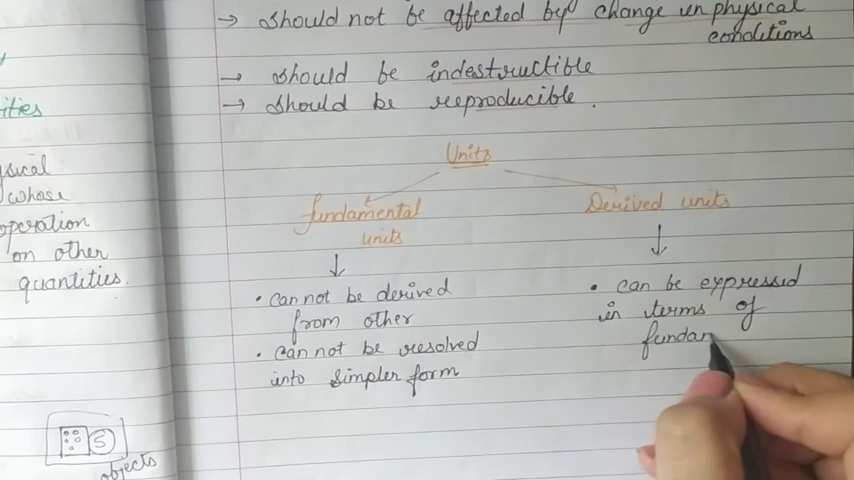 → should not be affected by change in physical
conditions
→ should be indestructible
→ should be reproducible.
ities
ysical
whose
operation
on other
quantities.
Units
fundamental
units
Derived units
• can not be derived
from other
• can not be resolved
into simpler form
• can be expressed
in terms of
fundam
5
objects